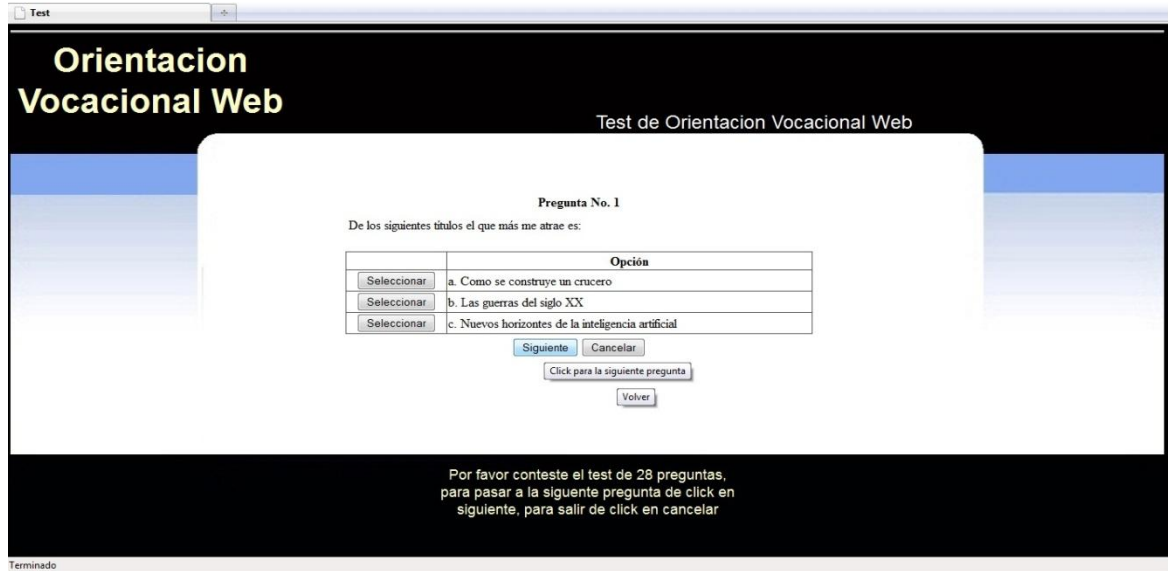 Test
Orientacion
Vocacional Web
Test de Orientacion Vocacional Web
Pregunta No. 1
De los siguientes titulos el que más me atrae es:
Opción
Seleccionar a. Como se construye un crucero
Seleccionar b. Las guerras del siglo XX
Seleccionar c. Nuevos horizontes de la inteligencia artificial
Siguiente Cancelar
Click para la siguiente pregunta
Volver
Por favor conteste el test de 28 preguntas,
para pasar a la siguente pregunta de click en
siguiente, para salir de click en cancelar
Terminado